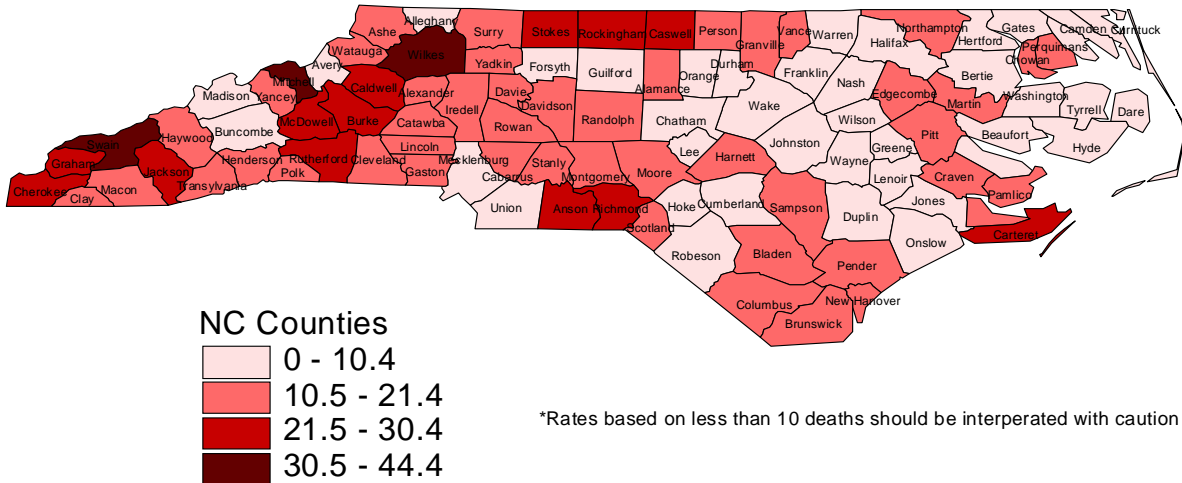 Alleghany
Ashe
Surry
Stokes
Rockingham
Caswell
Person
Granville
Vance
Warren
Northampton
Gates
Camden
Currituck
Hertford
Halifax
Perquimans
Chowan
Watauga
Wilkes
Yadkin
Forsyth
Guilford
Alamance
Orange
Durham
Franklin
Nash
Bertie
Avery
Mitchell
Yancey
Madison
Caldwell
Alexander
Iredell
Davie
Davidson
Randolph
Chatham
Wake
Edgecombe
Martin
Washington
Tyrrell
Dare
Wilson
Pitt
Beaufort
Hyde
Buncombe
McDowell
Burke
Catawba
Rowan
Lincoln
Lee
Johnston
Greene
Wayne
Lenoir
Craven
Pamlico
Swain
Haywood
Graham
Jackson
Henderson
Rutherford
Cleveland
Gaston
Mecklenburg
Cabarrus
Stanly
Montgomery
Moore
Harnett
Cherokes
Clay
Macon
Transylvania
Polk
Union
Anson
Richmond
Scotland
Hoke
Cumberland
Sampson
Duplin
Jones
Onslow
Carteret
Robeson
Bladen
Pender
Columbus
New Hanover
Brunswick
NC Counties
0 - 10.4
10.5 - 21.4
21.5 - 30.4
30.5 - 44.4
*Rates based on less than 10 deaths should be interperated with caution